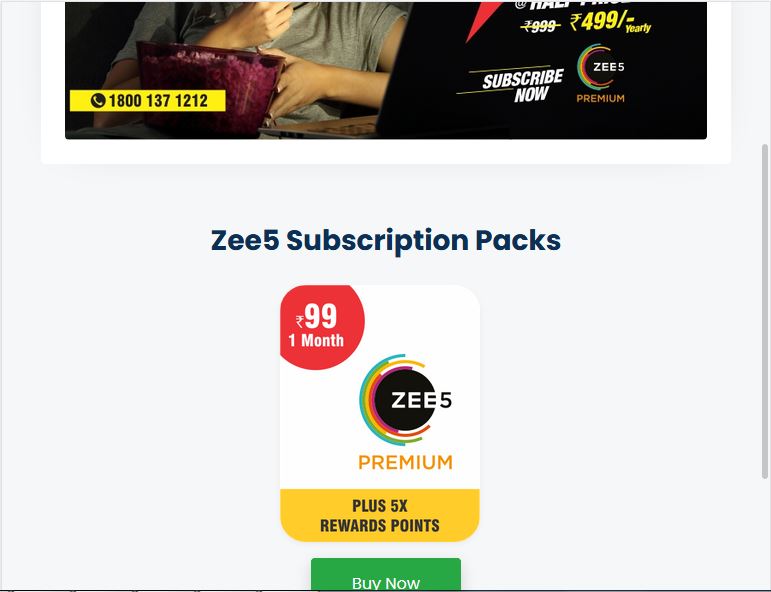 @ HALF PRICE
₹999 ₹499/- Yearly
SUBSCRIBE
NOW
ZEE5
PREMIUM
1800 137 1212
Zee5 Subscription Packs
₹99
1 Month
ZEE5
PREMIUM
PLUS 5X
REWARDS POINTS
Buy Now